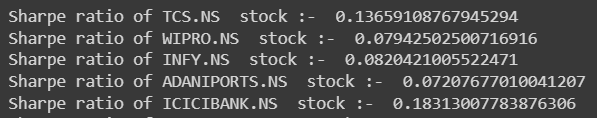 Sharpe ratio of TCS.NS  stock :-  0.13659108767945294
Sharpe ratio of WIPRO.NS  stock :-  0.07942502500716916
Sharpe ratio of INFY.NS  stock :-  0.0820421005522471
Sharpe ratio of ADANIPORTS.NS  stock :-  0.07207677010041207
Sharpe ratio of ICICIBANK.NS  stock :-  0.18313007783876306